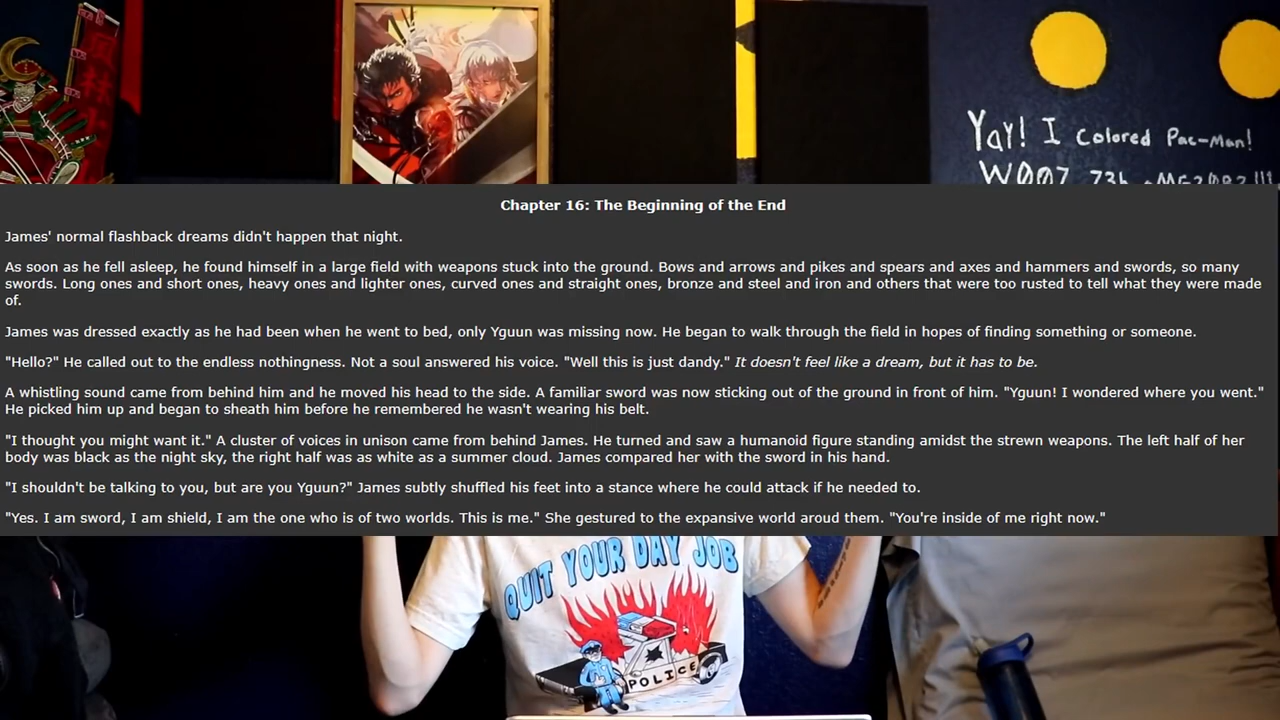 Yay! I Colored Pac-Man!
Chapter 16: The Beginning of the End
James' normal flashback dreams didn't happen that night.
As soon as he fell asleep, he found himself in a large field with weapons stuck into the ground. Bows and arrows and pikes and spears and axes and hammers and swords, so many
swords. Long ones and short ones, heavy ones and lighter ones, curved ones and straight ones, bronze and steel and iron and others that were too rusted to tell what they were made
of.
James was dressed exactly as he had been when he went to bed, only Yguun was missing now. He began to walk through the field in hopes of finding something or someone.
"Hello?" He called out to the endless nothingness. Not a soul answered his voice. "Well this is just dandy." It doesn't feel like a dream, but it has to be.
A whistling sound came from behind him and he moved his head to the side. A familiar sword was now sticking out of the ground in front of him. "Yguun! I wondered where you went."
He picked him up and began to sheath him before he remembered he wasn't wearing his belt.
"I thought you might want it." A cluster of voices in unison came from behind James. He turned and saw a humanoid figure standing amidst the strewn weapons. The left half of her
body was black as the night sky, the right half was as white as a summer cloud. James compared her with the sword in his hand.
"I shouldn't be talking to you, but are you Yguun?" James subtly shuffled his feet into a stance where he could attack if he needed to.
"Yes. I am sword, I am shield, I am the one who is of two worlds. This is me." She gestured to the expansive world aroud them. "You're inside of me right now."
QUIT YOUR DAY JOB
POLICE